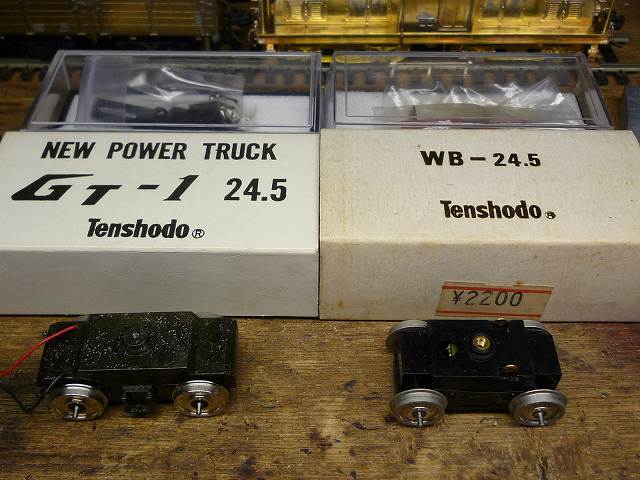 NEW POWER TRUCK
GT-1 24.5
Tenshodo®
WB-24.5
Tenshodo®
¥2200